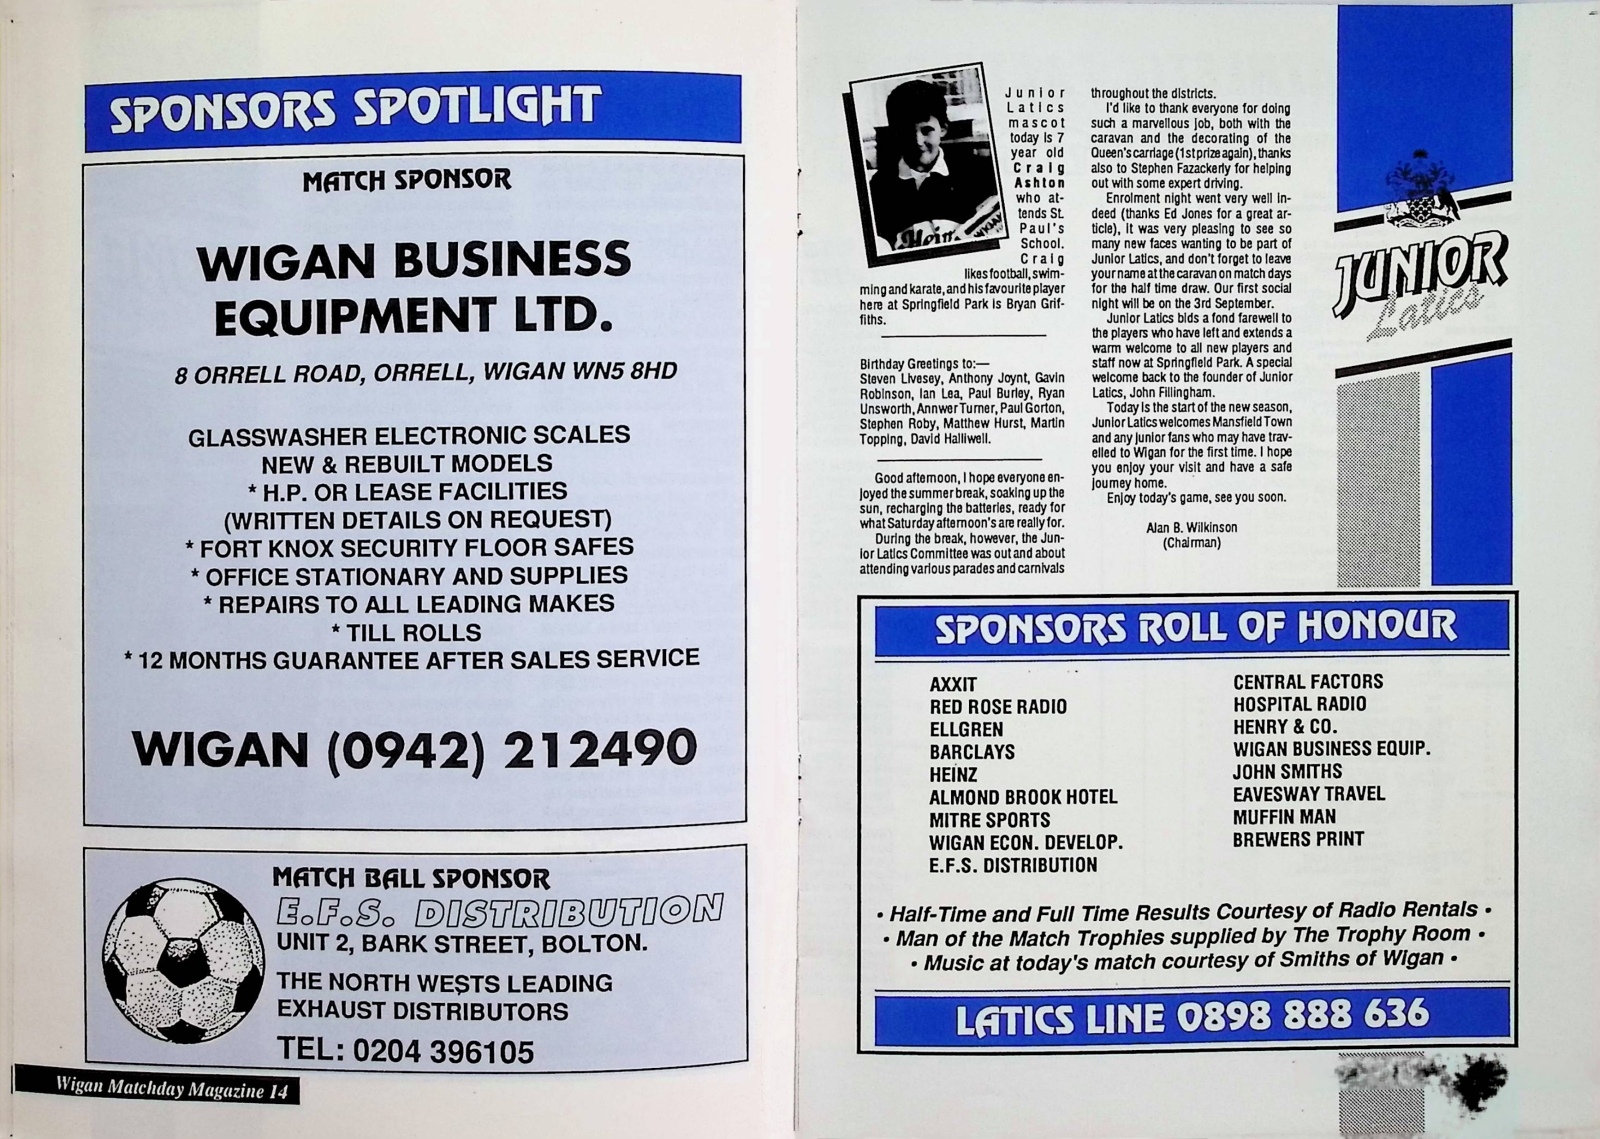 SPONSORS SPOTLIGHT
MATCH SPONSOR
WIGAN BUSINESS
EQUIPMENT LTD.
8 ORRELL ROAD, ORRELL, WIGAN WN5 8HD
GLASSWASHER ELECTRONIC SCALES
NEW & REBUILT MODELS
* H.P. OR LEASE FACILITIES
(WRITTEN DETAILS ON REQUEST)
* FORT KNOX SECURITY FLOOR SAFES
* OFFICE STATIONARY AND SUPPLIES
* REPAIRS TO ALL LEADING MAKES
* TILL ROLLS
* 12 MONTHS GUARANTEE AFTER SALES SERVICE
WIGAN (0942) 212490
MATCH BALL SPONSOR
E.F.S. DISTRIBUTION
UNIT 2, BARK STREET, BOLTON.
THE NORTH WESTS LEADING
EXHAUST DISTRIBUTORS
TEL: 0204 396105
Wigan Matchday Magazine 14
Junior
Latics
mascot
today is 7
year old
Craig
Ashton
who at-
tends St.
Paul's
School.
Craig
likes football, swim-
ming and karate, and his favourite player
here at Springfield Park is Bryan Grif-
fiths.
Birthday Greetings to:—
Steven Livesey, Anthony Joynt, Gavin
Robinson, Ian Lea, Paul Burley, Ryan
Unsworth, Annwer Turner, Paul Gorton,
Stephen Roby, Matthew Hurst, Martin
Topping, David Halliwell.
Good afternoon, I hope everyone en-
joyed the summer break, soaking up the
sun, recharging the batteries, ready for
what Saturday afternoon's are really for.
During the break, however, the Jun-
ior Latics Committee was out and about
attending various parades and carnivals
throughout the districts.
I'd like to thank everyone for doing
such a marvellous job, both with the
caravan and the decorating of the
Queen's carriage (1st prize again), thanks
also to Stephen Fazackerly for helping
out with some expert driving.
Enrolment night went very well in-
deed (thanks Ed Jones for a great ar-
ticle), it was very pleasing to see so
many new faces wanting to be part of
Junior Latics, and don't forget to leave
your name at the caravan on match days
for the half time draw. Our first social
night will be on the 3rd September.
Junior Latics bids a fond farewell to
the players who have left and extends a
warm welcome to all new players and
staff now at Springfield Park. A special
welcome back to the founder of Junior
Latics, John Fillingham.
Today is the start of the new season,
Junior Latics welcomes Mansfield Town
and any junior fans who may have trav-
elled to Wigan for the first time. I hope
you enjoy your visit and have a safe
journey home.
Enjoy today's game, see you soon.
Alan B. Wilkinson
(Chairman)
JUNIOR
Latics
SPONSORS ROLL OF HONOUR
AXXIT
RED ROSE RADIO
ELLGREN
BARCLAYS
HEINZ
ALMOND BROOK HOTEL
MITRE SPORTS
WIGAN ECON. DEVELOP.
E.F.S. DISTRIBUTION
CENTRAL FACTORS
HOSPITAL RADIO
HENRY & CO.
WIGAN BUSINESS EQUIP.
JOHN SMITHS
EAVESWAY TRAVEL
MUFFIN MAN
BREWERS PRINT
• Half-Time and Full Time Results Courtesy of Radio Rentals •
• Man of the Match Trophies supplied by The Trophy Room •
• Music at today's match courtesy of Smiths of Wigan •
LATICS LINE 0898 888 636